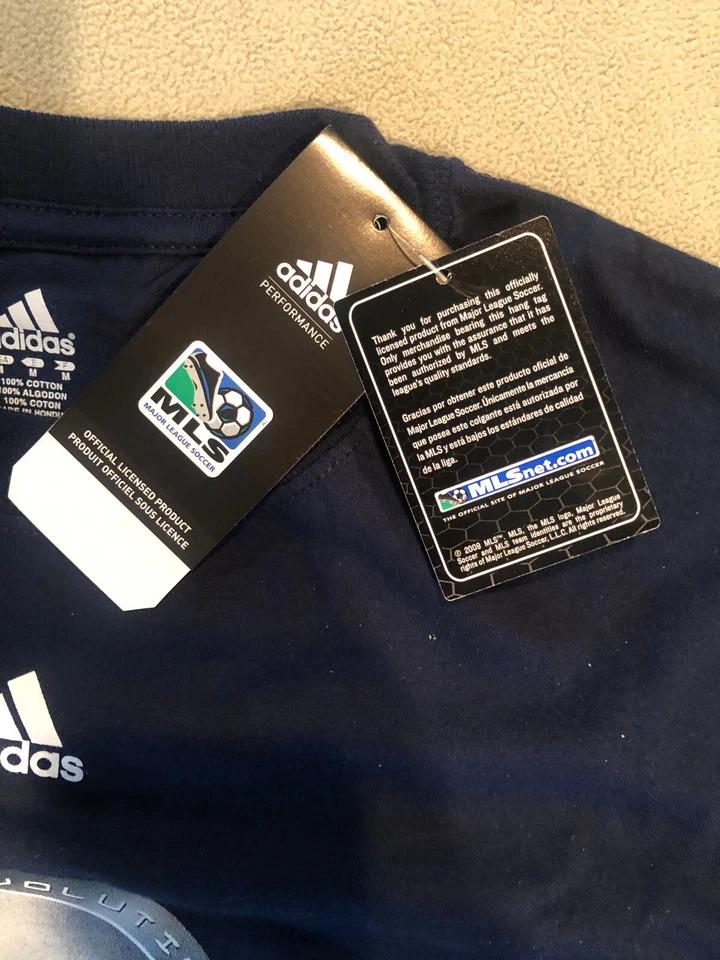 adidas
PERFORMANCE
MLS
MAJOR LEAGUE SOCCER
OFFICIAL LICENSED PRODUCT
PRODUIT OFFICIEL SOUS LICENCE
Thank you for purchasing this officially
licensed product from Major League Soccer.
Only merchandise bearing this hang tag
provides you with the assurance that it has
been authorized by MLS and meets the
league's quality standards.
Gracias por obtener este producto oficial de
Major League Soccer. Únicamente la mercancía
que posea este colgante está autorizada por
la MLS y está bajos los estándares de calidad
de la liga.
MLSnet.com
THE OFFICIAL SITE OF MAJOR LEAGUE SOCCER
© 2009 MLS™. MLS, the MLS logo, Major League
Soccer and MLS team identities are the proprietary
rights of Major League Soccer, L.L.C. All rights reserved.
adidas
M M M
100% COTTON
100% ALGODON
100% COTON
MADE IN HONDU
das
OLUTI